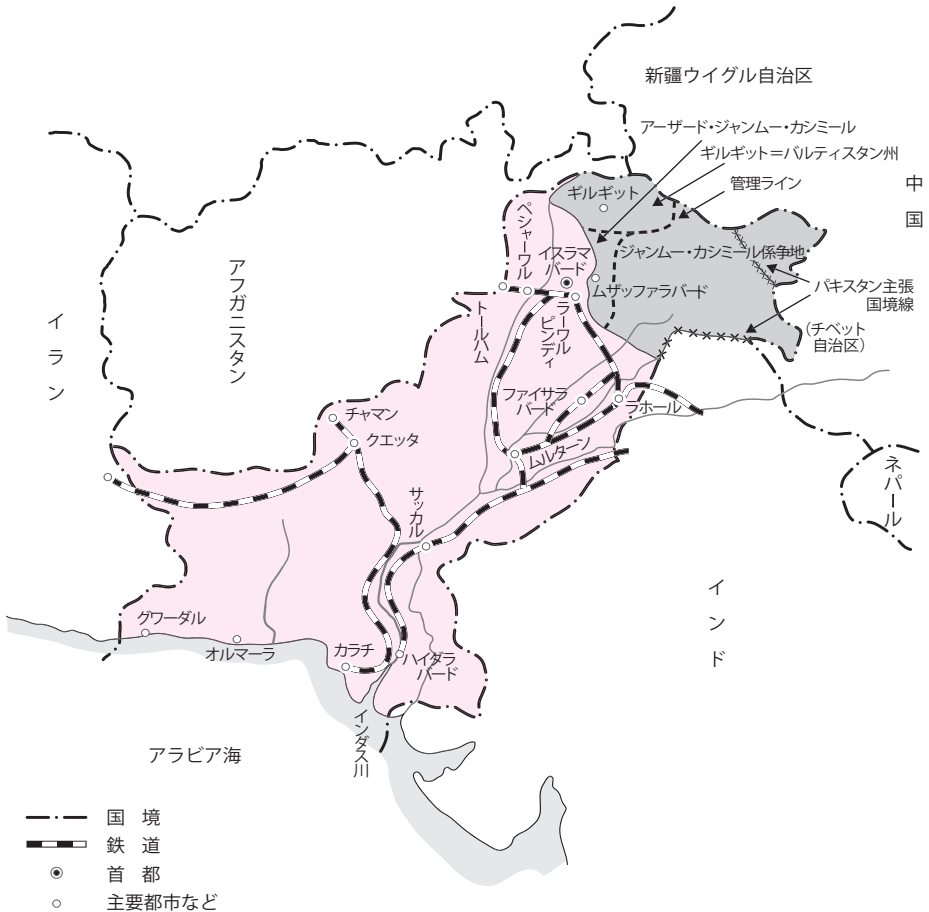 新疆ウイグル自治区
アーザード・ジャンムー・カシミール
ギルギット＝バルティスタン州
管理ライン
中国
ギルギット
ペシャーワル
イスラマ
バード
ジャンムー・カシミール係争地
ムザッファラバード
パキスタン主張
国境線
（チベット
自治区）
アフガニスタン
イラン
トールハム
ラーワル
ピンディ
ファイサラ
バード
ラホール
チャマン
クエッタ
ムルターン
サッカル
ネパール
インド
グワーダル
オルマーラ
カラチ
ハイダラ
バード
インダス川
アラビア海
国　境
鉄　道
首　都
主要都市など